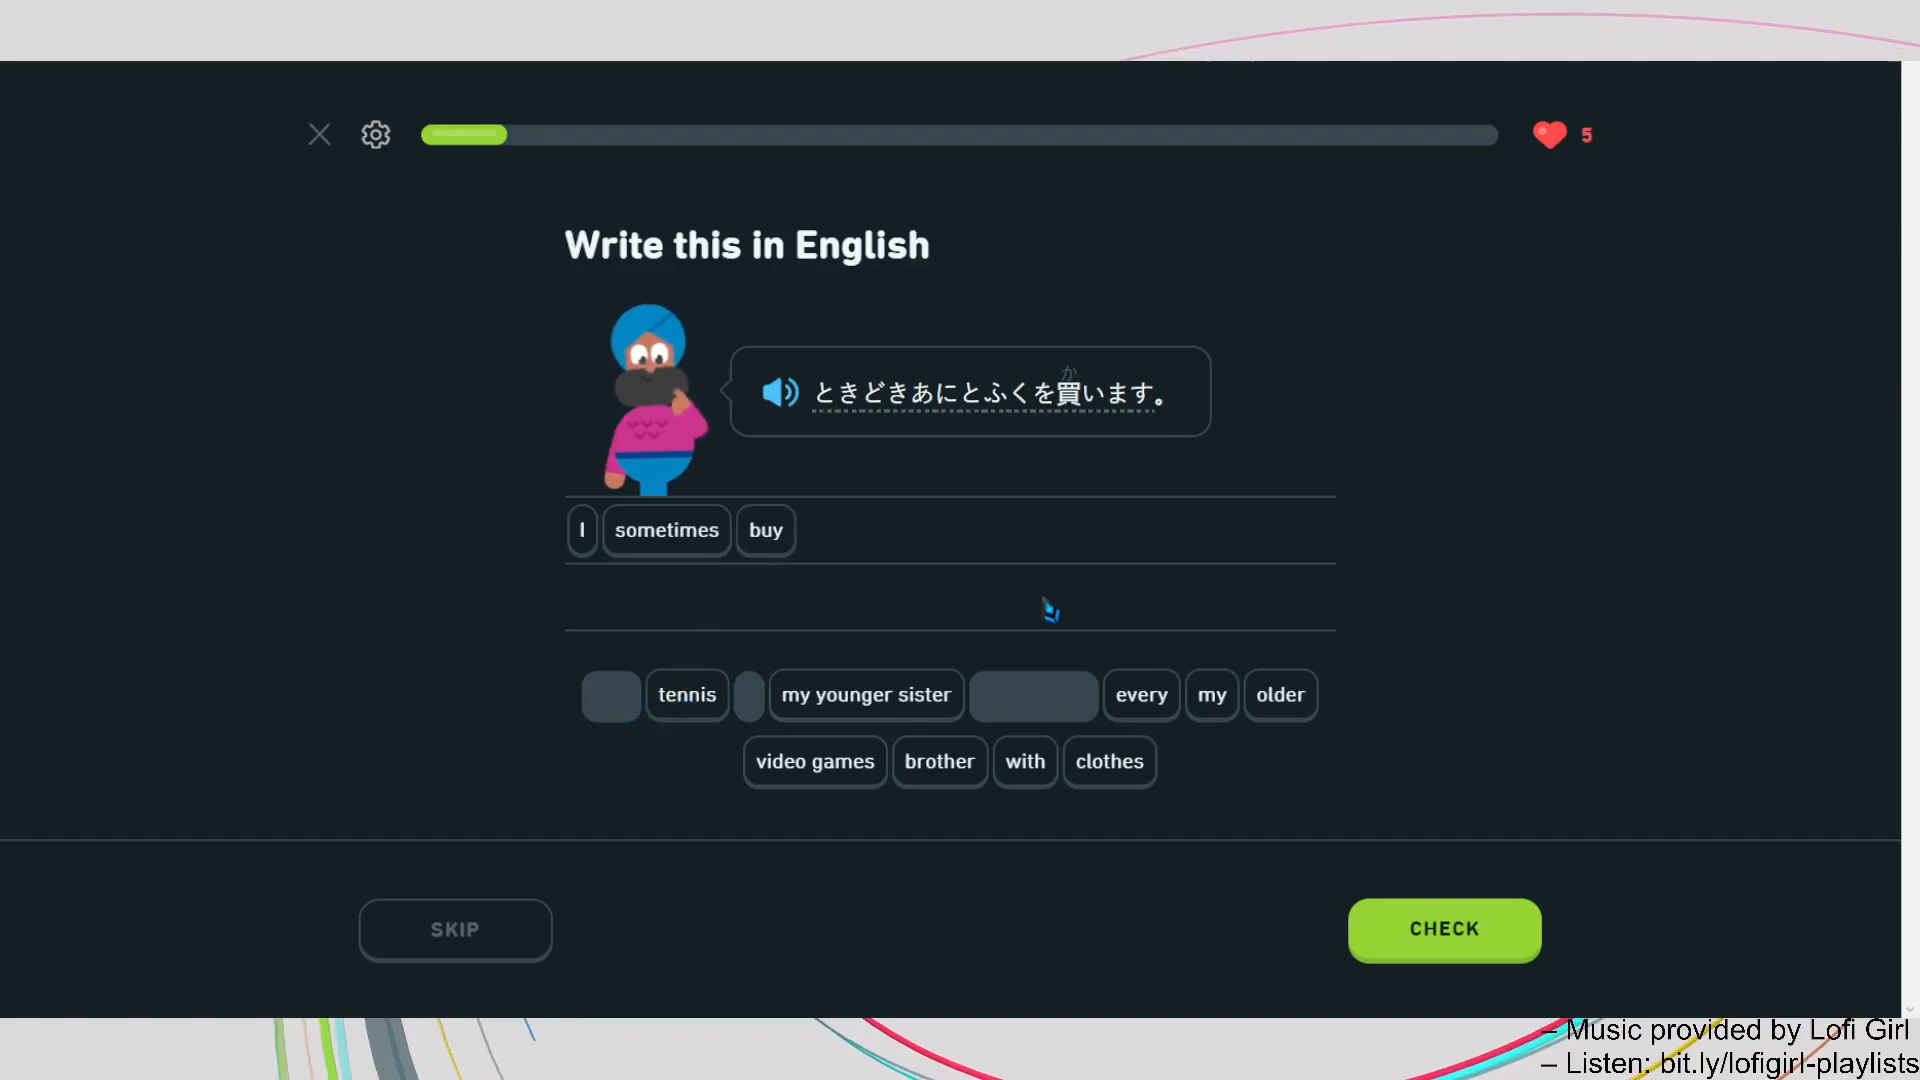 5
Write this in English
か
ときどきあにとふくを買います。
I sometimes buy
tennis my younger sister every my older
video games brother with clothes
SKIP CHECK
– Music provided by Lofi Girl
– Listen: bit.ly/lofigirl-playlists